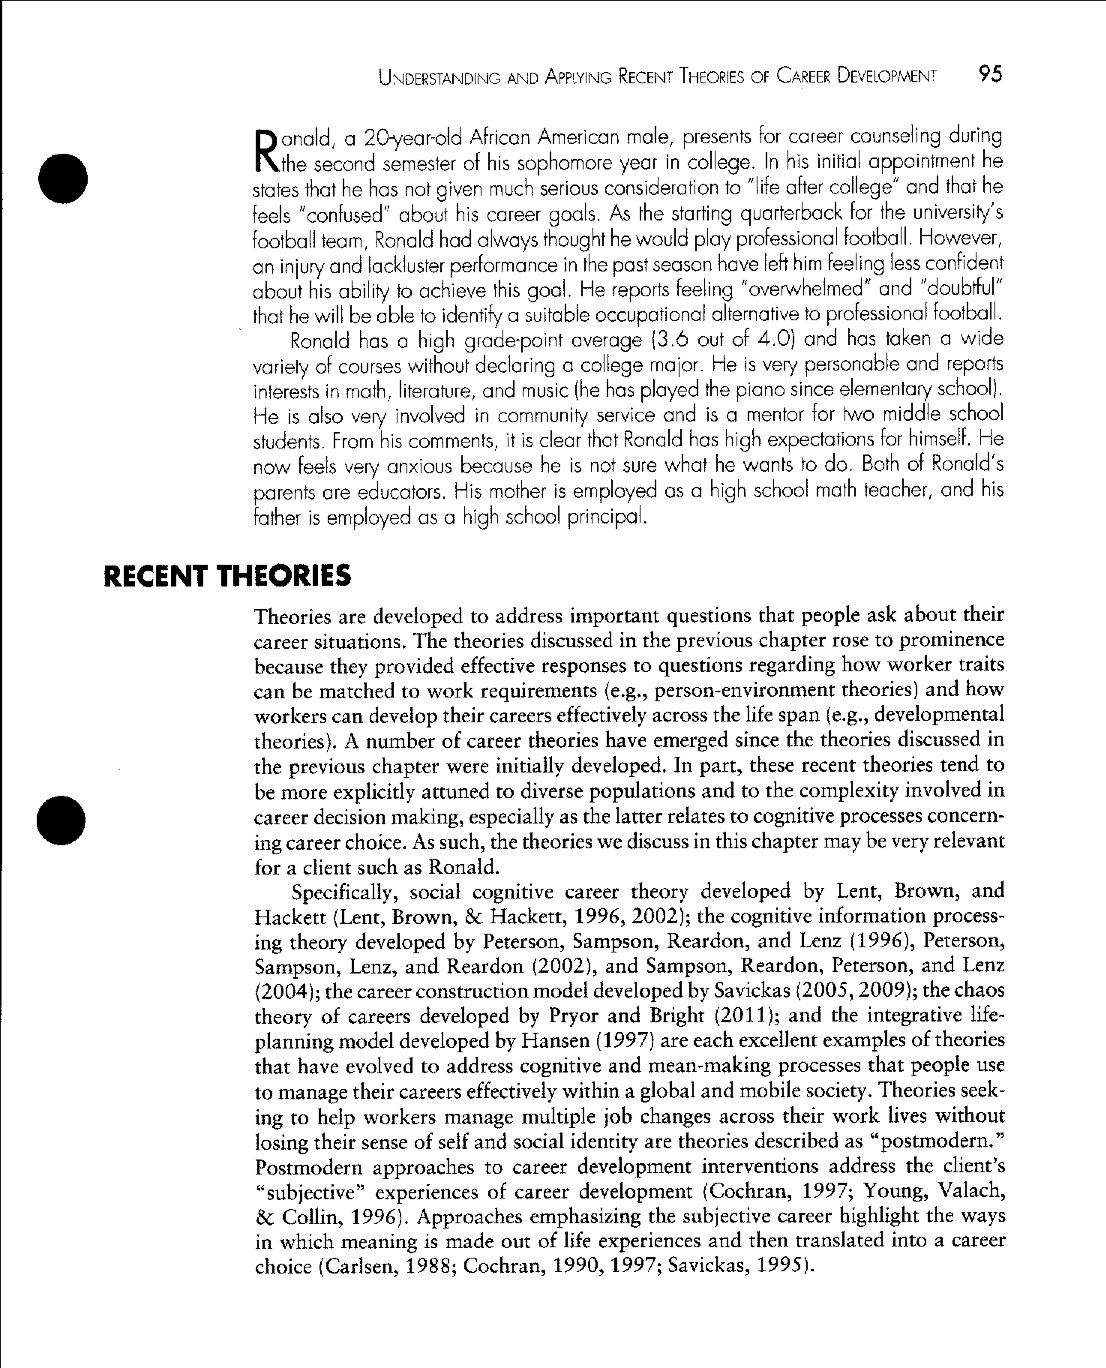 UNDERSTANDING AND APPLYING RECENT THEORIES OF CAREER DEVELOPMENT 95
Ronald, a 20-year-old African American male, presents for career counseling during
the second semester of his sophomore year in college. In his initial appointment he
states that he has not given much serious consideration to "life after college" and that he
feels "confused" about his career goals. As the starting quarterback for the university's
football team, Ronald had always thought he would play professional football. However,
an injury and lackluster performance in the past season have left him feeling less confident
about his ability to achieve this goal. He reports feeling "overwhelmed" and "doubtful"
that he will be able to identify a suitable occupational alternative to professional football.
Ronald has a high grade-point average (3.6 out of 4.0) and has taken a wide
variety of courses without declaring a college major. He is very personable and reports
interests in math, literature, and music (he has played the piano since elementary school).
He is also very involved in community service and is a mentor for two middle school
students. From his comments, it is clear that Ronald has high expectations for himself. He
now feels very anxious because he is not sure what he wants to do. Both of Ronald's
parents are educators. His mother is employed as a high school math teacher, and his
father is employed as a high school principal.
RECENT THEORIES
Theories are developed to address important questions that people ask about their
career situations. The theories discussed in the previous chapter rose to prominence
because they provided effective responses to questions regarding how worker traits
can be matched to work requirements (e.g., person-environment theories) and how
workers can develop their careers effectively across the life span (e.g., developmental
theories). A number of career theories have emerged since the theories discussed in
the previous chapter were initially developed. In part, these recent theories tend to
be more explicitly attuned to diverse populations and to the complexity involved in
career decision making, especially as the latter relates to cognitive processes concern-
ing career choice. As such, the theories we discuss in this chapter may be very relevant
for a client such as Ronald.
Specifically, social cognitive career theory developed by Lent, Brown, and
Hackett (Lent, Brown, & Hackett, 1996, 2002); the cognitive information process-
ing theory developed by Peterson, Sampson, Reardon, and Lenz (1996), Peterson,
Sampson, Lenz, and Reardon (2002), and Sampson, Reardon, Peterson, and Lenz
(2004); the career construction model developed by Savickas (2005, 2009); the chaos
theory of careers developed by Pryor and Bright (2011); and the integrative life-
planning model developed by Hansen (1997) are each excellent examples of theories
that have evolved to address cognitive and mean-making processes that people use
to manage their careers effectively within a global and mobile society. Theories seek-
ing to help workers manage multiple job changes across their work lives without
losing their sense of self and social identity are theories described as “postmodern.”
Postmodern approaches to career development interventions address the client’s
“subjective” experiences of career development (Cochran, 1997; Young, Valach,
& Collin, 1996). Approaches emphasizing the subjective career highlight the ways
in which meaning is made out of life experiences and then translated into a career
choice (Carlsen, 1988; Cochran, 1990, 1997; Savickas, 1995).